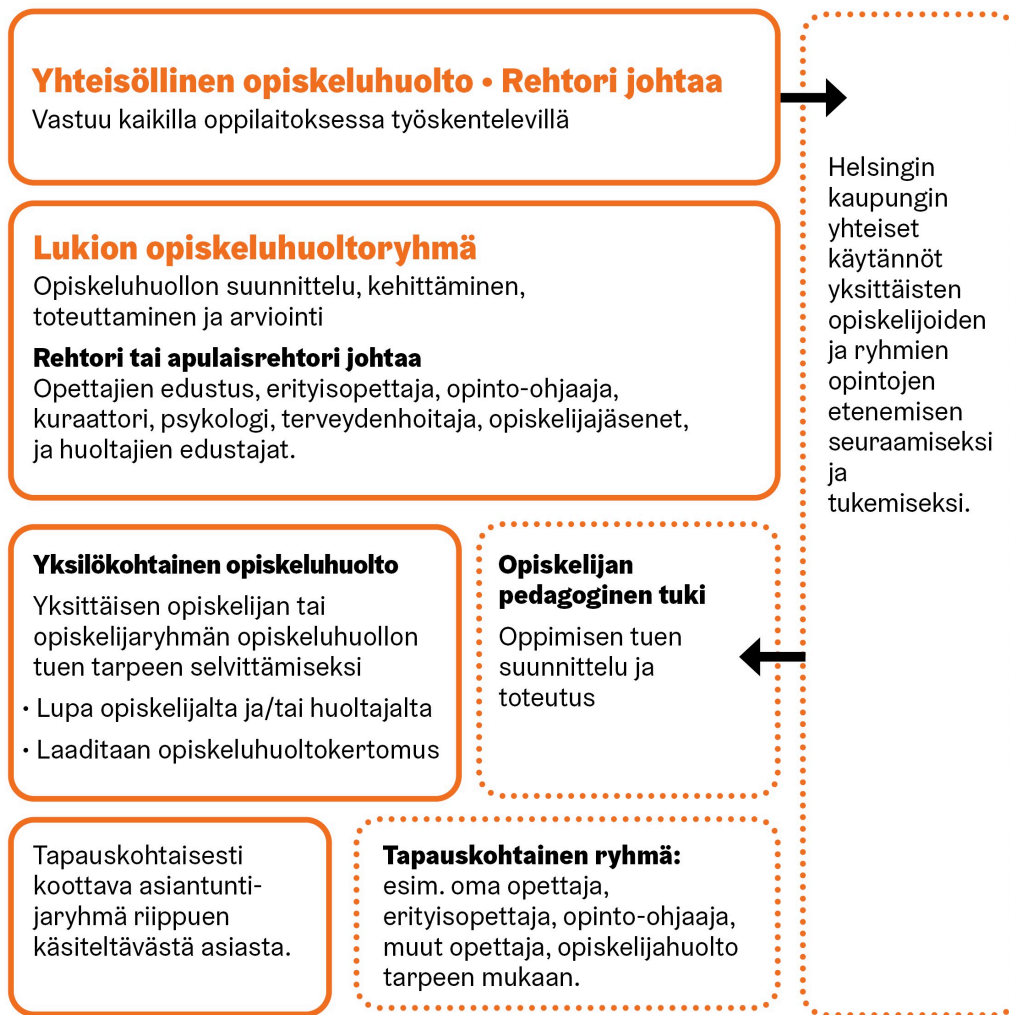 Yhteisöllinen opiskeluhuolto • Rehtori johtaa
Vastuu kaikilla oppilaitoksessa työskentelevillä
Lukion opiskeluhuoltoryhmä
Opiskeluhuollon suunnittelu, kehittäminen,
toteuttaminen ja arviointi
Rehtori tai apulaisrehtori johtaa
Opettajien edustus, erityisopettaja, opinto-ohjaaja,
kuraattori, psykologi, terveydenhoitaja, opiskelijajäsenet,
ja huoltajien edustajat.
Yksilökohtainen opiskeluhuolto
Yksittäisen opiskelijan tai
opiskelijaryhmän opiskeluhuollon
tuen tarpeen selvittämiseksi
• Lupa opiskelijalta ja/tai huoltajalta
• Laaditaan opiskeluhuoltokertomus
Opiskelijan
pedagoginen tuki
Oppimisen tuen
suunnittelu ja
toteutus
Tapauskohtaisesti
koottava asiantunti-
jaryhmä riippuen
käsiteltävästä asiasta.
Tapauskohtainen ryhmä:
esim. oma opettaja,
erityisopettaja, opinto-ohjaaja,
muut opettaja, opiskelijahuolto
tarpeen mukaan.
Helsingin
kaupungin
yhteiset
käytännöt
yksittäisten
opiskelijoiden
ja ryhmien
opintojen
etenemisen
seuraamiseksi
ja
tukemiseksi.